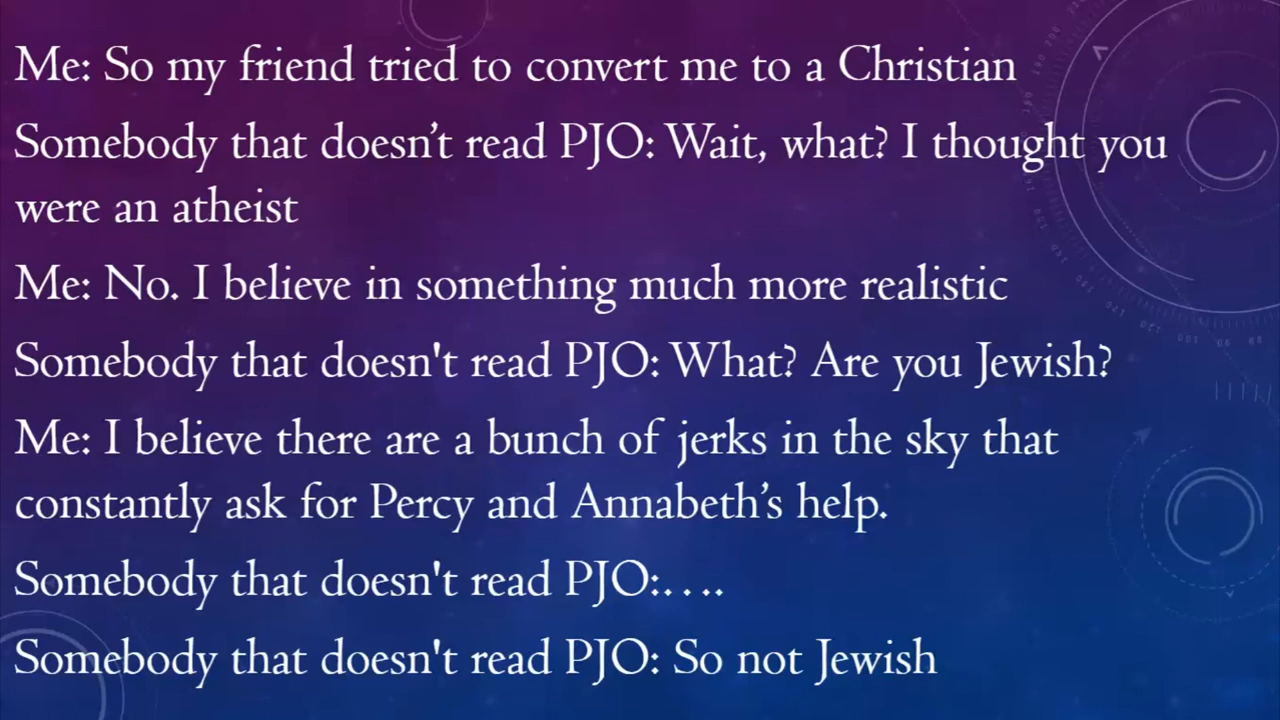 Me: So my friend tried to convert me to a Christian
Somebody that doesn’t read PJO: Wait, what? I thought you
were an atheist
Me: No. I believe in something much more realistic
Somebody that doesn't read PJO: What? Are you Jewish?
Me: I believe there are a bunch of jerks in the sky that
constantly ask for Percy and Annabeth’s help.
Somebody that doesn't read PJO:….
Somebody that doesn't read PJO: So not Jewish